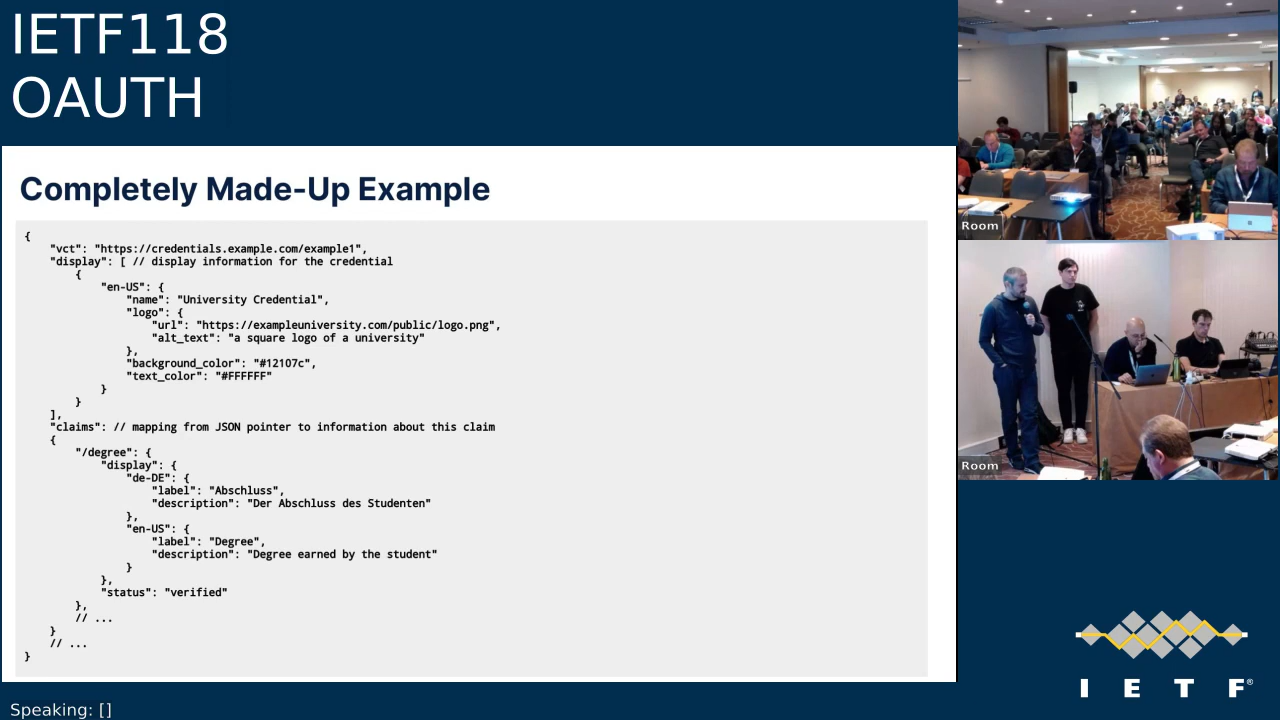 IETF118
OAUTH
Completely Made-Up Example
{
    "vct": "https://credentials.example.com/example1",
    "display": [ // display information for the credential
        {
            "en-US": {
                "name": "University Credential",
                "logo": {
                    "url": "https://exampleuniversity.com/public/logo.png",
                    "alt_text": "a square logo of a university"
                },
                "background_color": "#12107c",
                "text_color": "#FFFFFF"
            }
        }
    ],
    "claims": // mapping from JSON pointer to information about this claim
    {
        "/degree": {
            "display": {
                "de-DE": {
                    "label": "Abschluss",
                    "description": "Der Abschluss des Studenten"
                },
                "en-US": {
                    "label": "Degree",
                    "description": "Degree earned by the student"
                }
            },
            "status": "verified"
        },
        // ...
    }
    // ...
}
Room
Room
I E T F®
Speaking: []